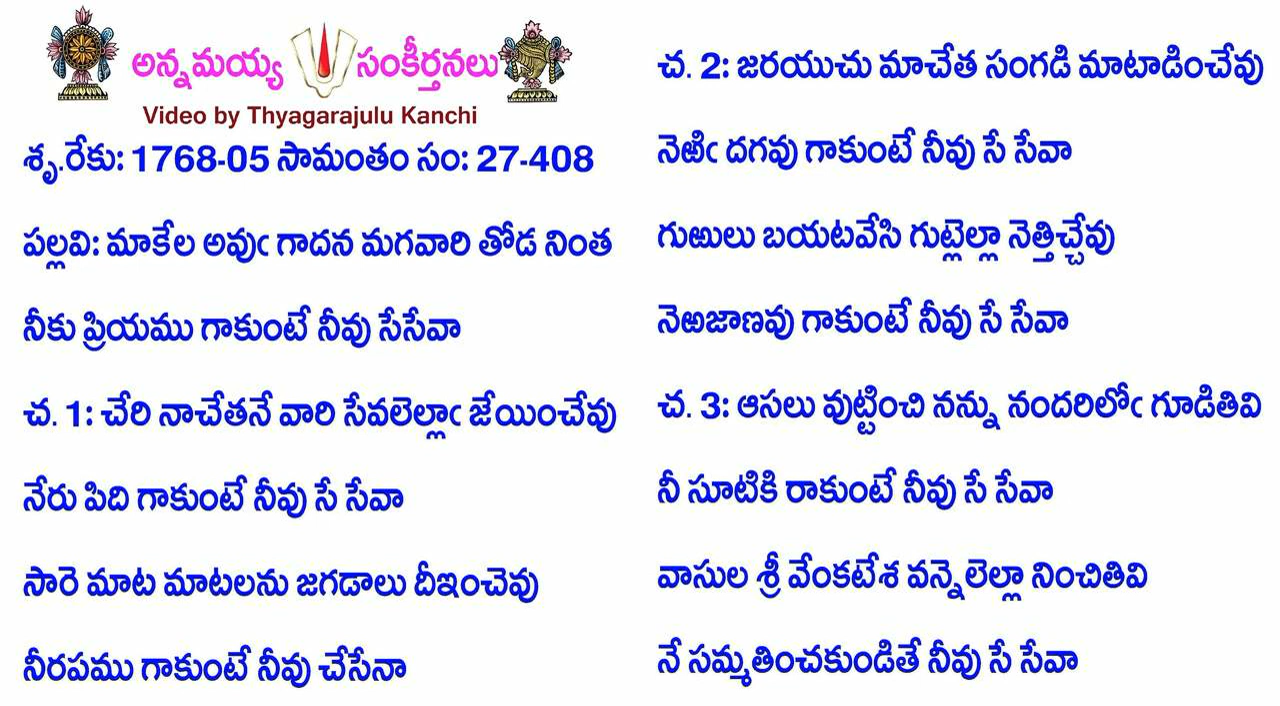 అన్నమయ్య సంకీర్తనలు
Video by Thyagarajulu Kanchi
శృ.రేకు: 1768-05 సామంతం సం: 27-408
పల్లవి: మాకేల అవుఁ గాదన మగవారి తోడ నింత
నీకు ప్రియము గాకుంటే నీవు సేసేవా
చ. 1: చేరి నాచేతనే వారి సేవలెల్లాఁ జేయించేవు
నేరు పిది గాకుంటే నీవు సే సేవా
సారె మాట మాటలను జగడాలు దీఇంచెవు
నీరపము గాకుంటే నీవు చేసేనా
చ. 2: జరయుచు మాచేత సంగడి మాటాడించేవు
నెఱిఁ దగవు గాకుంటే నీవు సే సేవా
గుఱులు బయటవేసి గుట్లెల్లా నెత్తిచ్చేవు
నెఱజాణవు గాకుంటే నీవు సే సేవా
చ. 3: ఆసలు వుట్టించి నన్ను నందరిలోఁ గూడితివి
నీ సూటికి రాకుంటే నీవు సే సేవా
వాసుల శ్రీ వేంకటేశ వన్నెలెల్లా నించితివి
నే సమ్మతించకుండితే నీవు సే సేవా